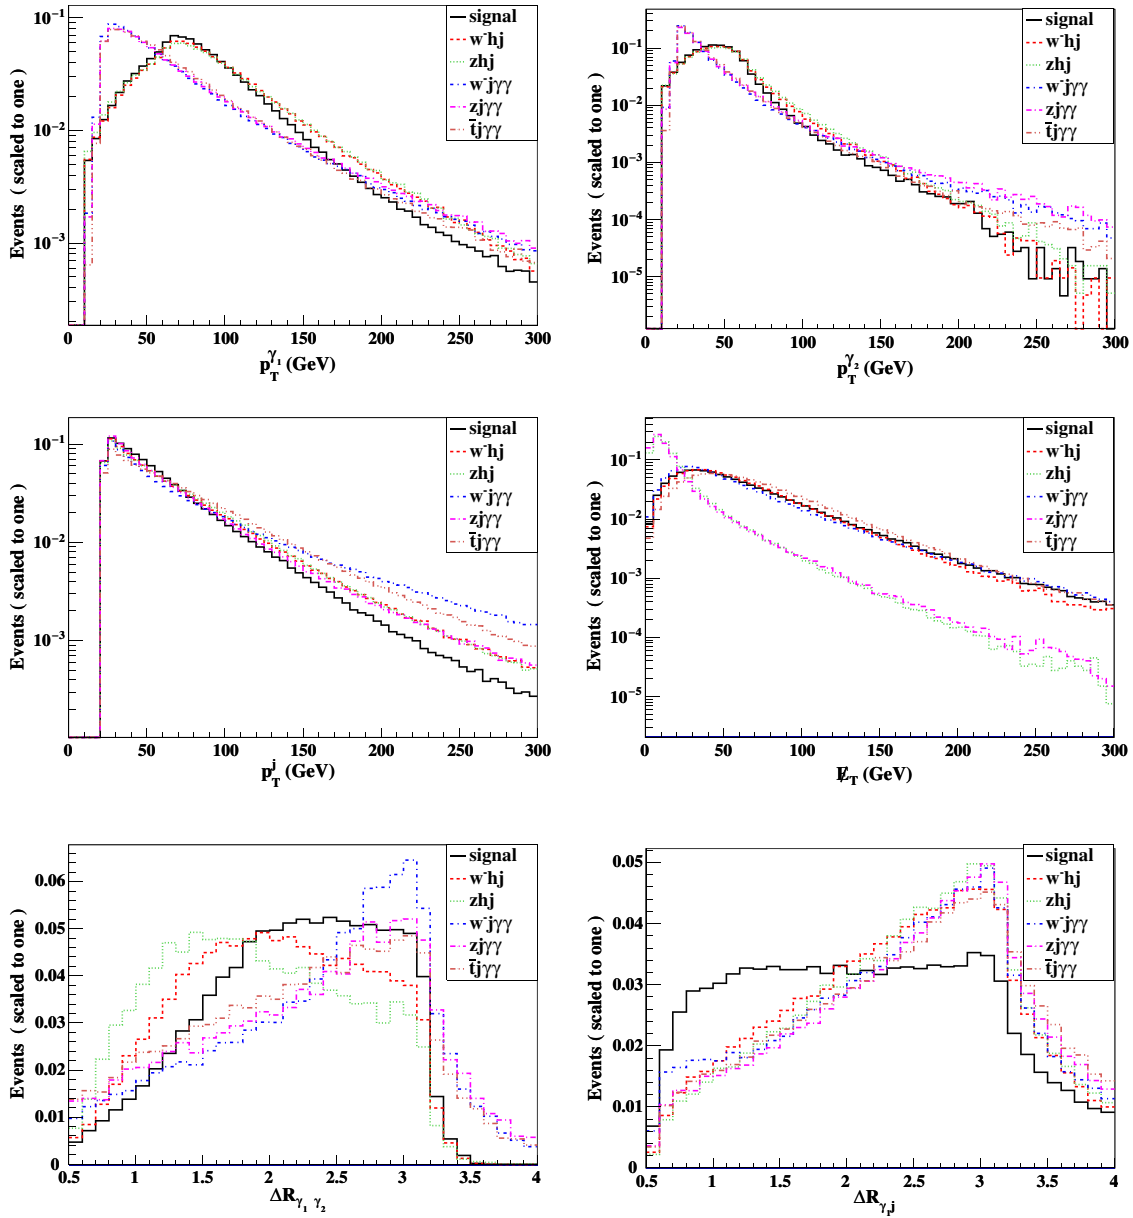 Events ( scaled to one )
10⁻¹
10⁻²
10⁻³
signal
w⁻hj
zhj
w⁻jγγ
zjγγ
t̄jγγ
0 50 100 150 200 250 300
p_T^γ₁ (GeV)
Events ( scaled to one )
10⁻¹
10⁻²
10⁻³
10⁻⁴
10⁻⁵
signal
w⁻hj
zhj
w⁻jγγ
zjγγ
t̄jγγ
0 50 100 150 200 250 300
p_T^γ₂ (GeV)
Events ( scaled to one )
10⁻¹
10⁻²
10⁻³
signal
w⁻hj
zhj
w⁻jγγ
zjγγ
t̄jγγ
0 50 100 150 200 250 300
p_T^j (GeV)
Events ( scaled to one )
10⁻¹
10⁻²
10⁻³
10⁻⁴
10⁻⁵
signal
w⁻hj
zhj
w⁻jγγ
zjγγ
t̄jγγ
0 50 100 150 200 250 300
E̸_T (GeV)
Events ( scaled to one )
0.06
0.05
0.04
0.03
0.02
0.01
0
signal
w⁻hj
zhj
w⁻jγγ
zjγγ
t̄jγγ
0.5 1 1.5 2 2.5 3 3.5 4
ΔR_γ₁ γ₂
Events ( scaled to one )
0.05
0.04
0.03
0.02
0.01
0
signal
w⁻hj
zhj
w⁻jγγ
zjγγ
t̄jγγ
0.5 1 1.5 2 2.5 3 3.5 4
ΔR_γ₁j